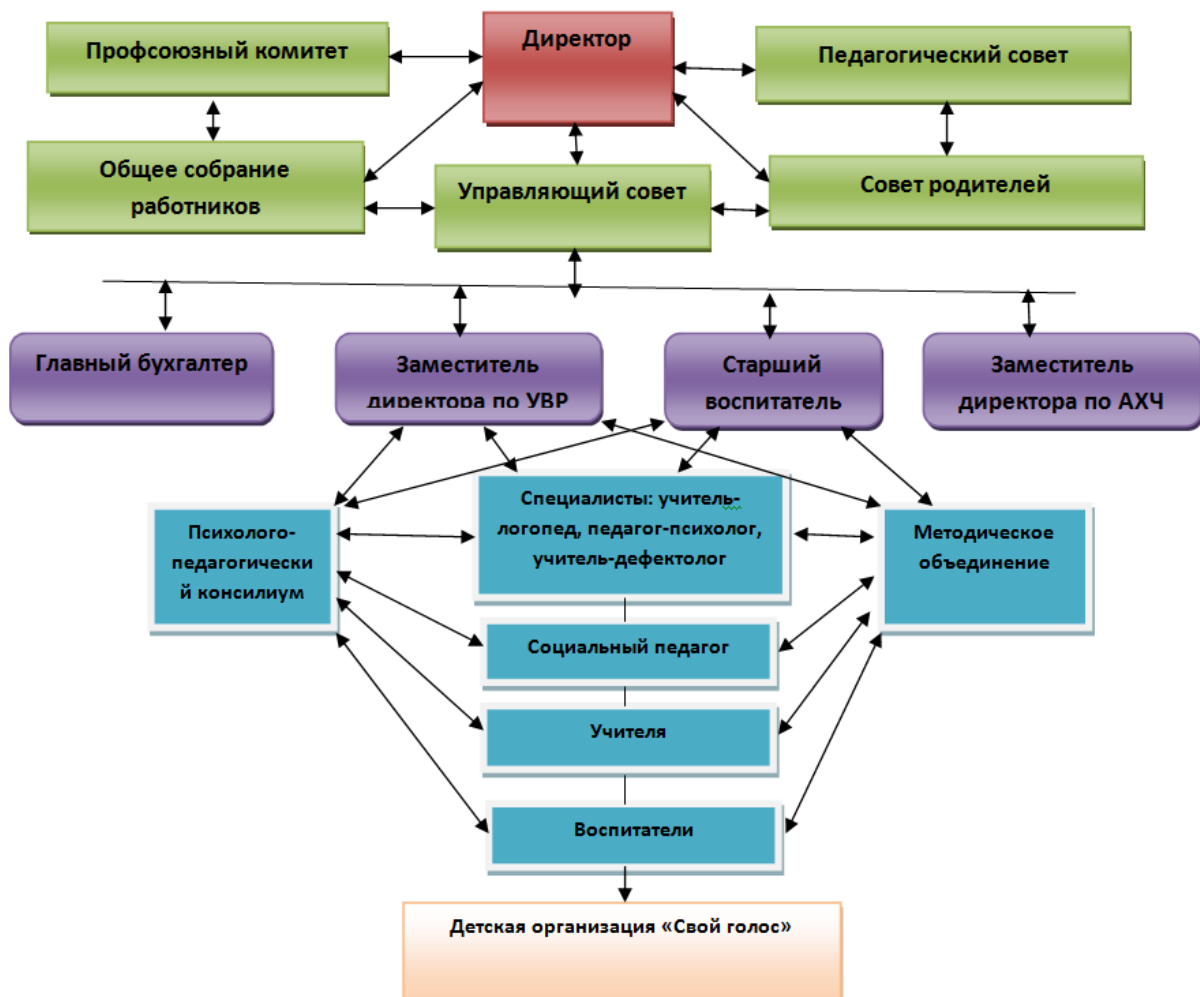 Профсоюзный комитет
Директор
Педагогический совет
Общее собрание
работников
Управляющий совет
Совет родителей
Главный бухгалтер
Заместитель
директора по УВР
Старший
воспитатель
Заместитель
директора по АХЧ
Психолого-
педагогически
й консилиум
Специалисты: учитель-
логопед, педагог-психолог,
учитель-дефектолог
Методическое
объединение
Социальный педагог
Учителя
Воспитатели
Детская организация «Свой голос»